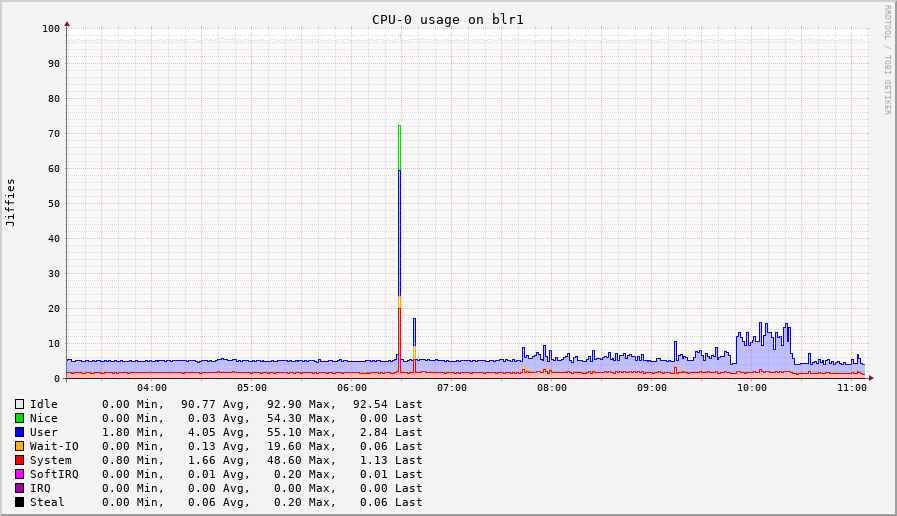 CPU-0 usage on blr1
RRDTOOL / TOBI OETIKER
Jiffies
100
90
80
70
60
50
40
30
20
10
0
04:00 05:00 06:00 07:00 08:00 09:00 10:00 11:00
Idle 0.00 Min, 90.77 Avg, 92.90 Max, 92.54 Last
Nice 0.00 Min, 0.03 Avg, 54.30 Max, 0.00 Last
User 1.80 Min, 4.05 Avg, 55.10 Max, 2.84 Last
Wait-IO 0.00 Min, 0.13 Avg, 19.60 Max, 0.06 Last
System 0.80 Min, 1.66 Avg, 48.60 Max, 1.13 Last
SoftIRQ 0.00 Min, 0.01 Avg, 0.20 Max, 0.01 Last
IRQ 0.00 Min, 0.00 Avg, 0.00 Max, 0.00 Last
Steal 0.00 Min, 0.06 Avg, 0.20 Max, 0.06 Last